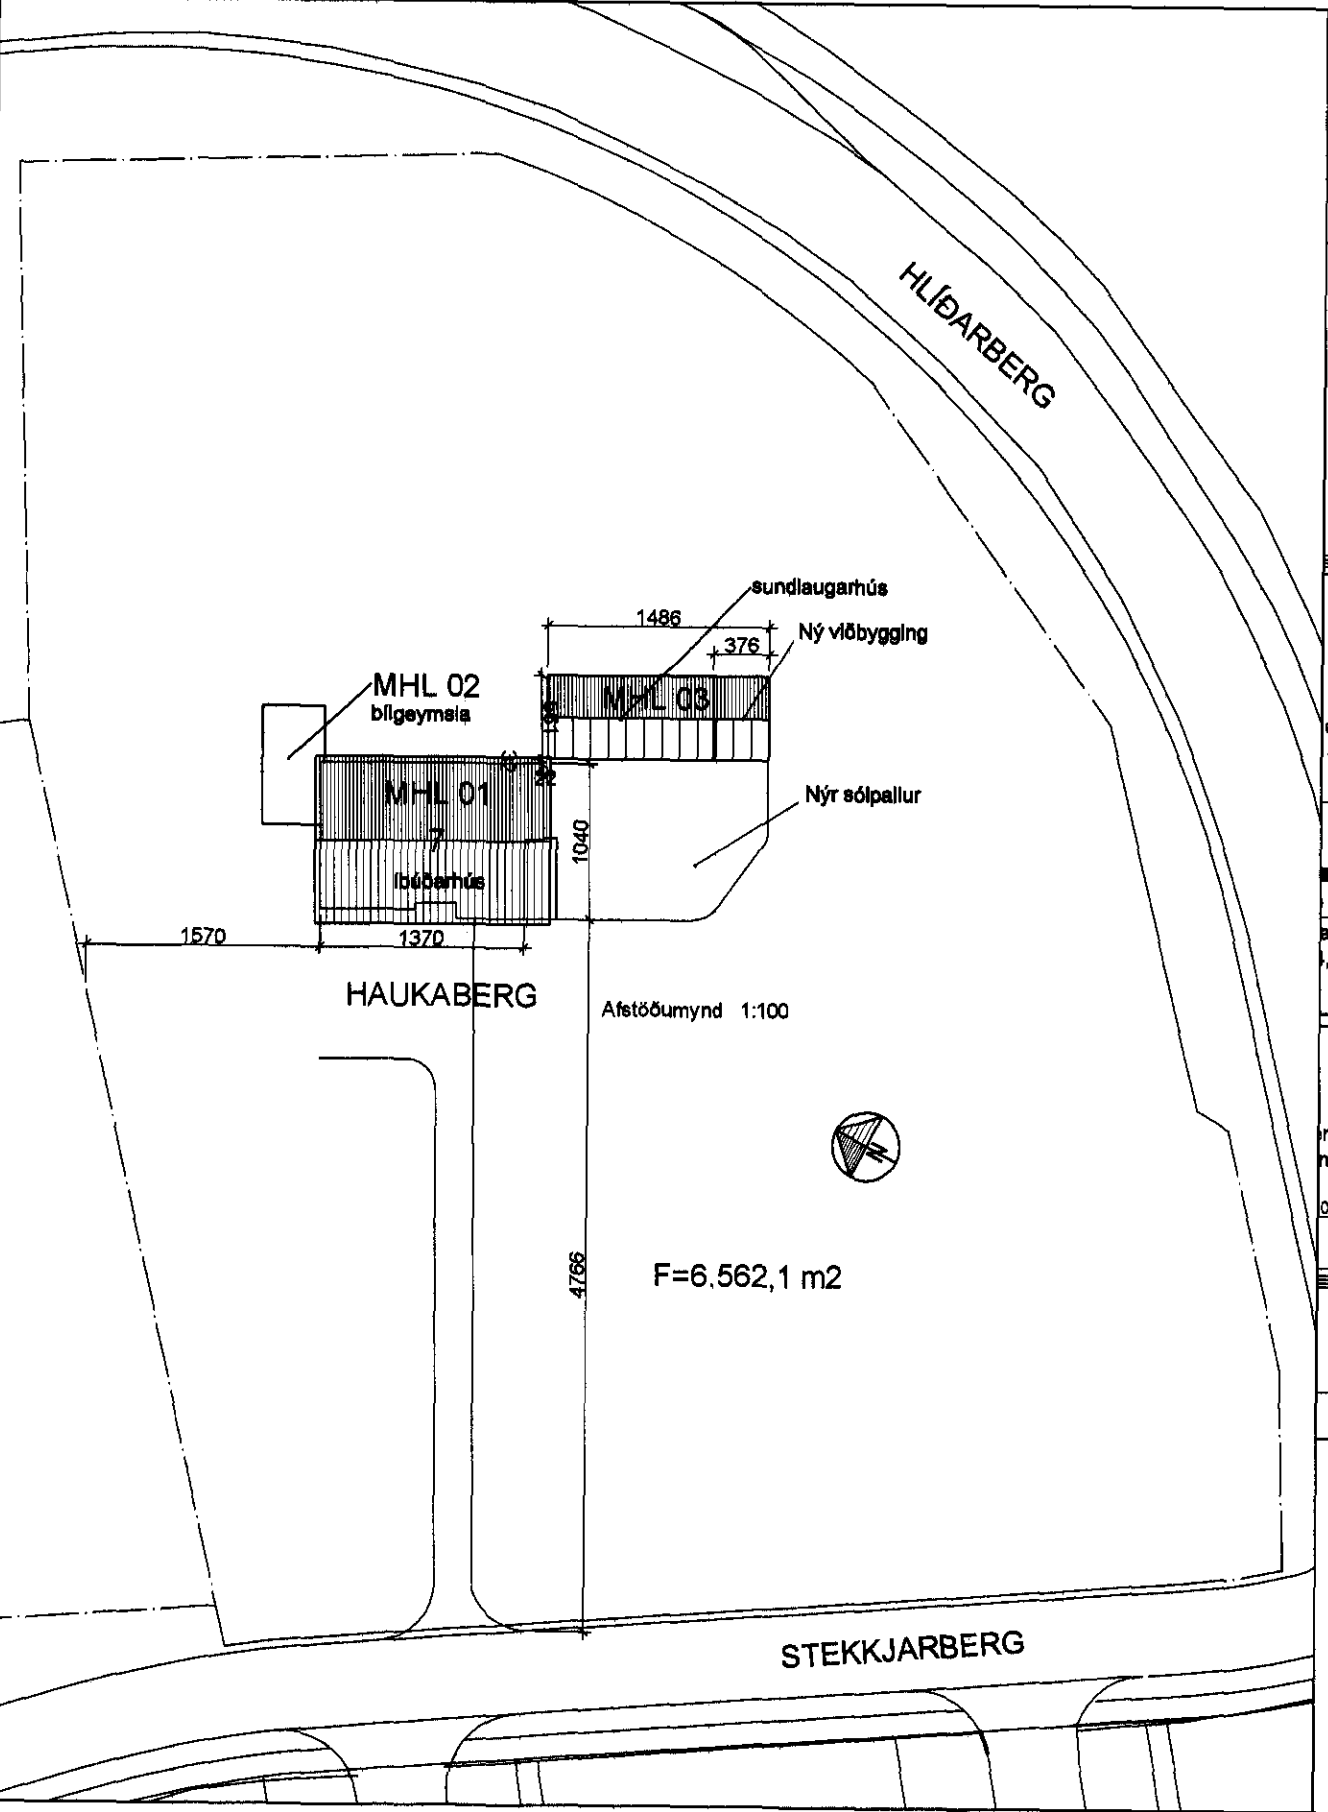 HLÍÐARBERG
sundlaugarhús
1486
Ný viðbygging
376
MHL 02
bílgeymsla
MHL 03
MHL 01
7
íbúðarhús
Nýr sólpallur
1040
1570
1370
HAUKABERG
Afstöðumynd 1:100
N
4766
F=6.562,1 m2
STEKKJARBERG